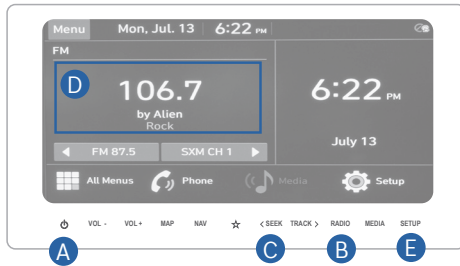 Menu Mon, Jul. 13 6:22 PM
FM
D
106.7
by Alien
Rock
FM 87.5 SXM CH 1
6:22 PM
July 13
All Menus Phone Media Setup
VOL - VOL + MAP NAV < SEEK TRACK > RADIO MEDIA SETUP
A C B E